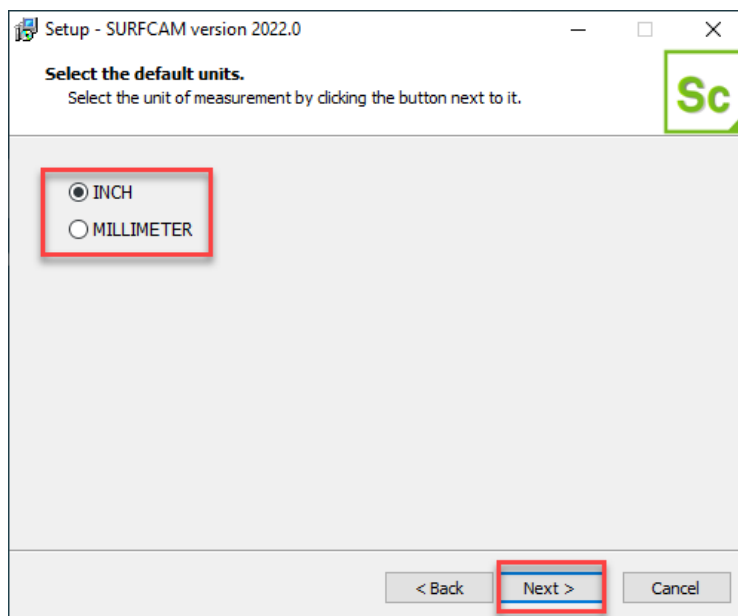 Setup - SURFCAM version 2022.0
Select the default units.
Select the unit of measurement by clicking the button next to it.
Sc
INCH
MILLIMETER
< Back
Next >
Cancel